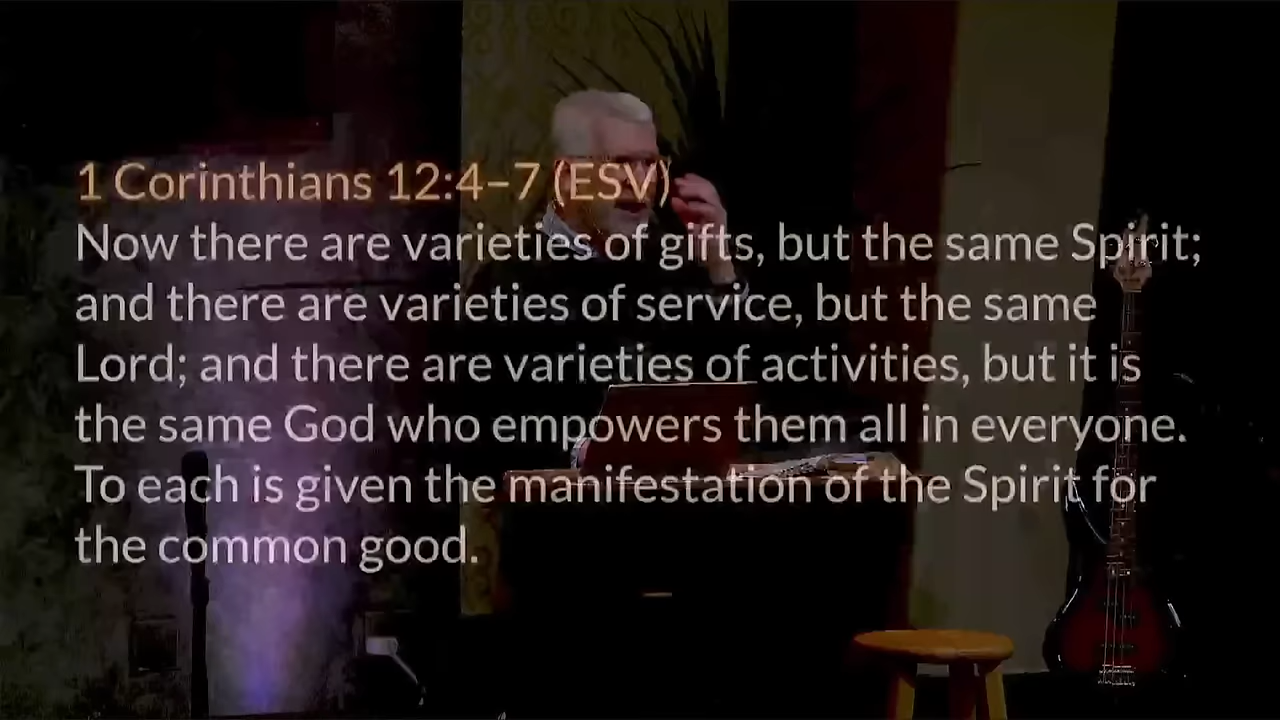 1 Corinthians 12:4–7 (ESV)
Now there are varieties of gifts, but the same Spirit;
and there are varieties of service, but the same
Lord; and there are varieties of activities, but it is
the same God who empowers them all in everyone.
To each is given the manifestation of the Spirit for
the common good.